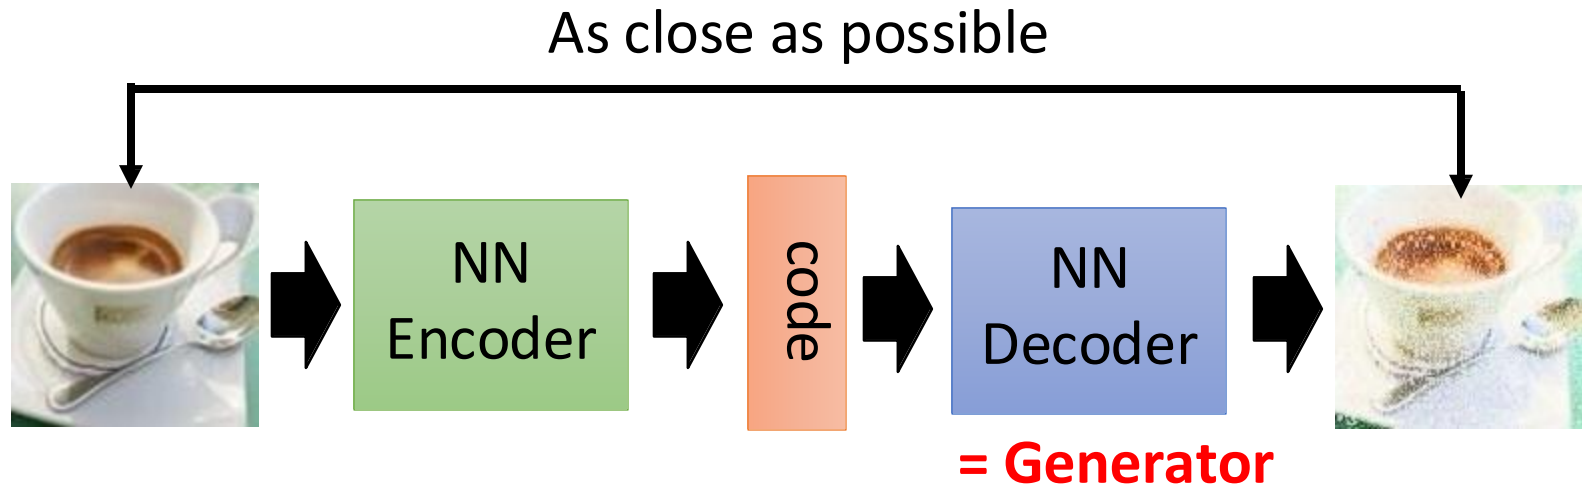 As close as possible
NN
Encoder
code
NN
Decoder
= Generator